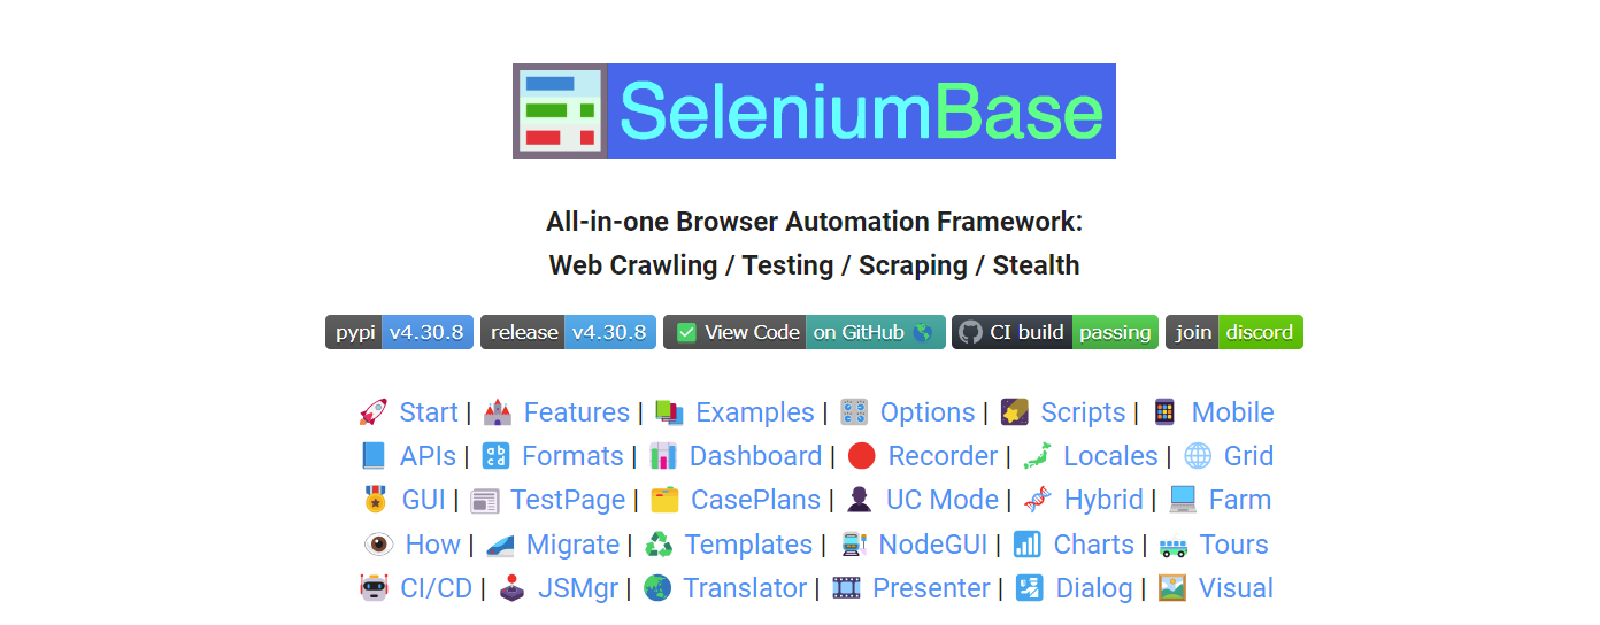 SeleniumBase
All-in-one Browser Automation Framework:
Web Crawling / Testing / Scraping / Stealth
pypi v4.30.8 release v4.30.8 View Code on GitHub CI build passing join discord
Start | Features | Examples | Options | Scripts | Mobile
APIs | Formats | Dashboard | Recorder | Locales | Grid
GUI | TestPage | CasePlans | UC Mode | Hybrid | Farm
How | Migrate | Templates | NodeGUI | Charts | Tours
CI/CD | JSMgr | Translator | Presenter | Dialog | Visual